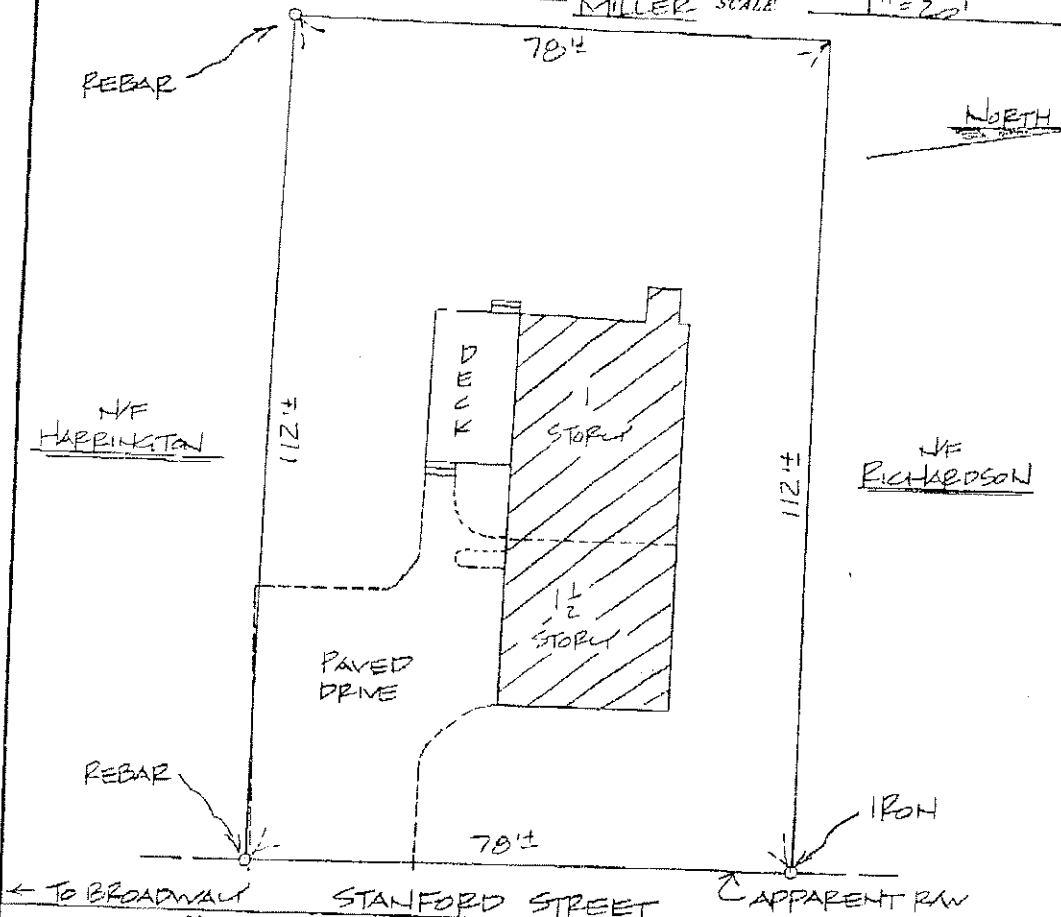 MILLER SCALE 1"=20'
78'±
REBAR
NORTH
DECK
1
STORY
N/F
HARRINGTON
112'±
112'±
N/F
RICHARDSON
1 1/2
STORY
PAVED
DRIVE
REBAR
IRON
78'±
← TO BROADWAY STANFORD STREET APPARENT R/W